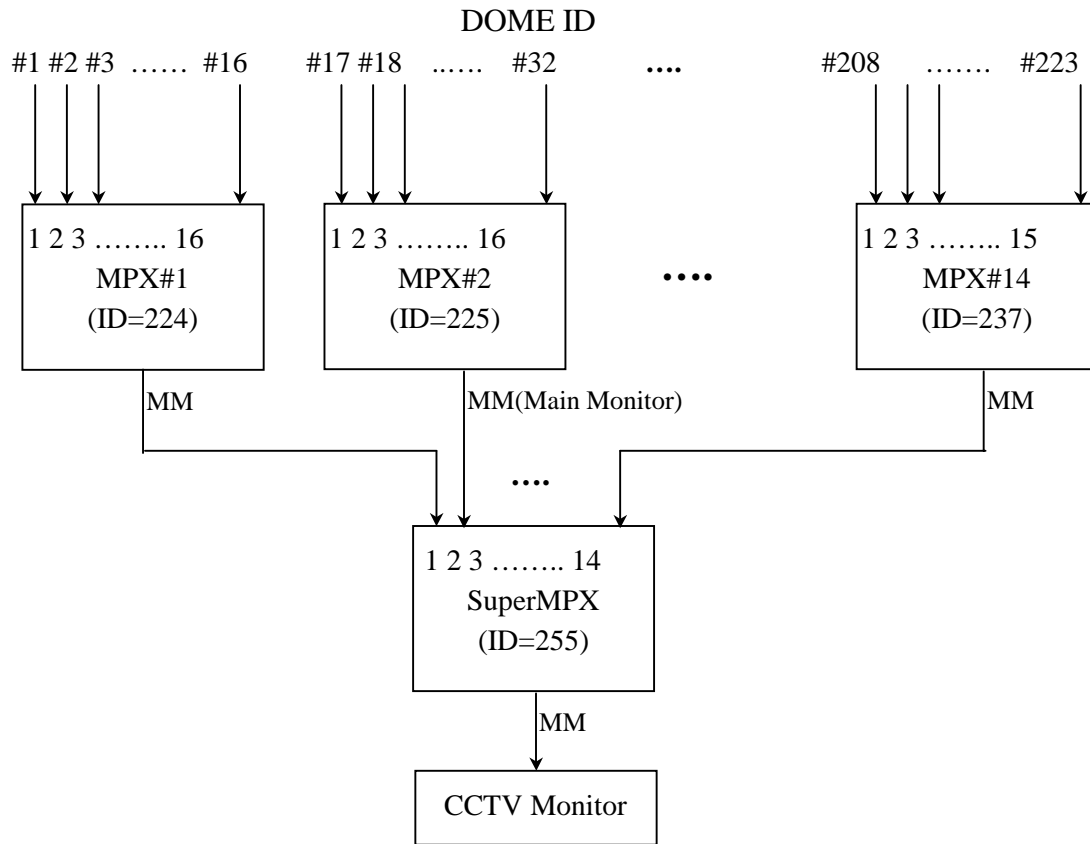 DOME ID
#1 #2 #3 …… #16 #17 #18 ..…. #32 …. #208 ……. #223
1 2 3 …….. 16
MPX#1
(ID=224)
1 2 3 …….. 16
MPX#2
(ID=225)
….
1 2 3 …….. 15
MPX#14
(ID=237)
MM
MM(Main Monitor)
MM
….
1 2 3 …….. 14
SuperMPX
(ID=255)
MM
CCTV Monitor